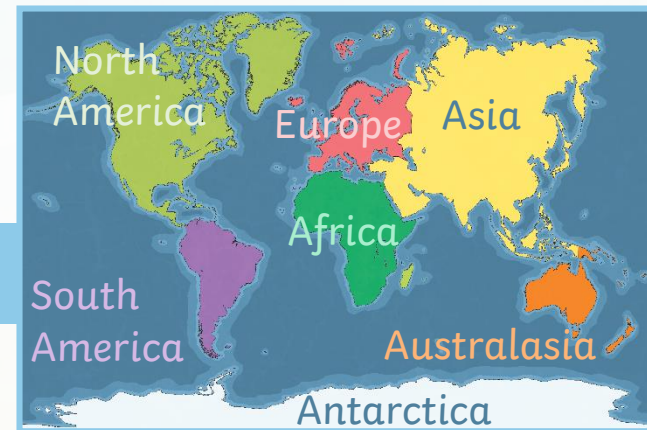 North
America
Europe
Asia
Africa
South
America
Australasia
Antarctica